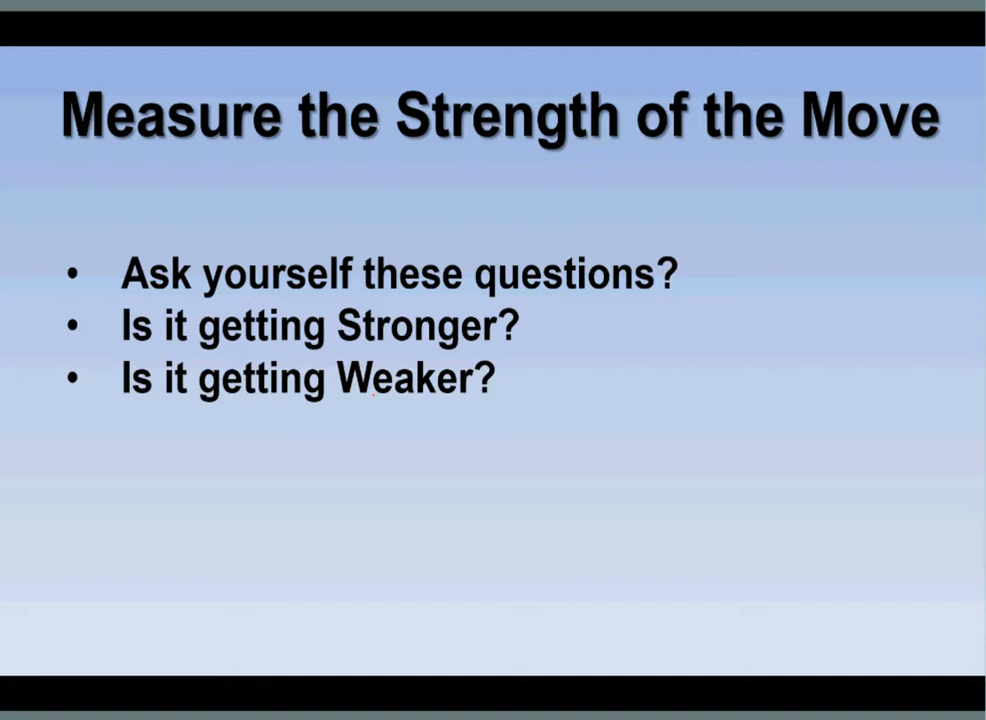 Measure the Strength of the Move
• Ask yourself these questions?
• Is it getting Stronger?
• Is it getting Weaker?